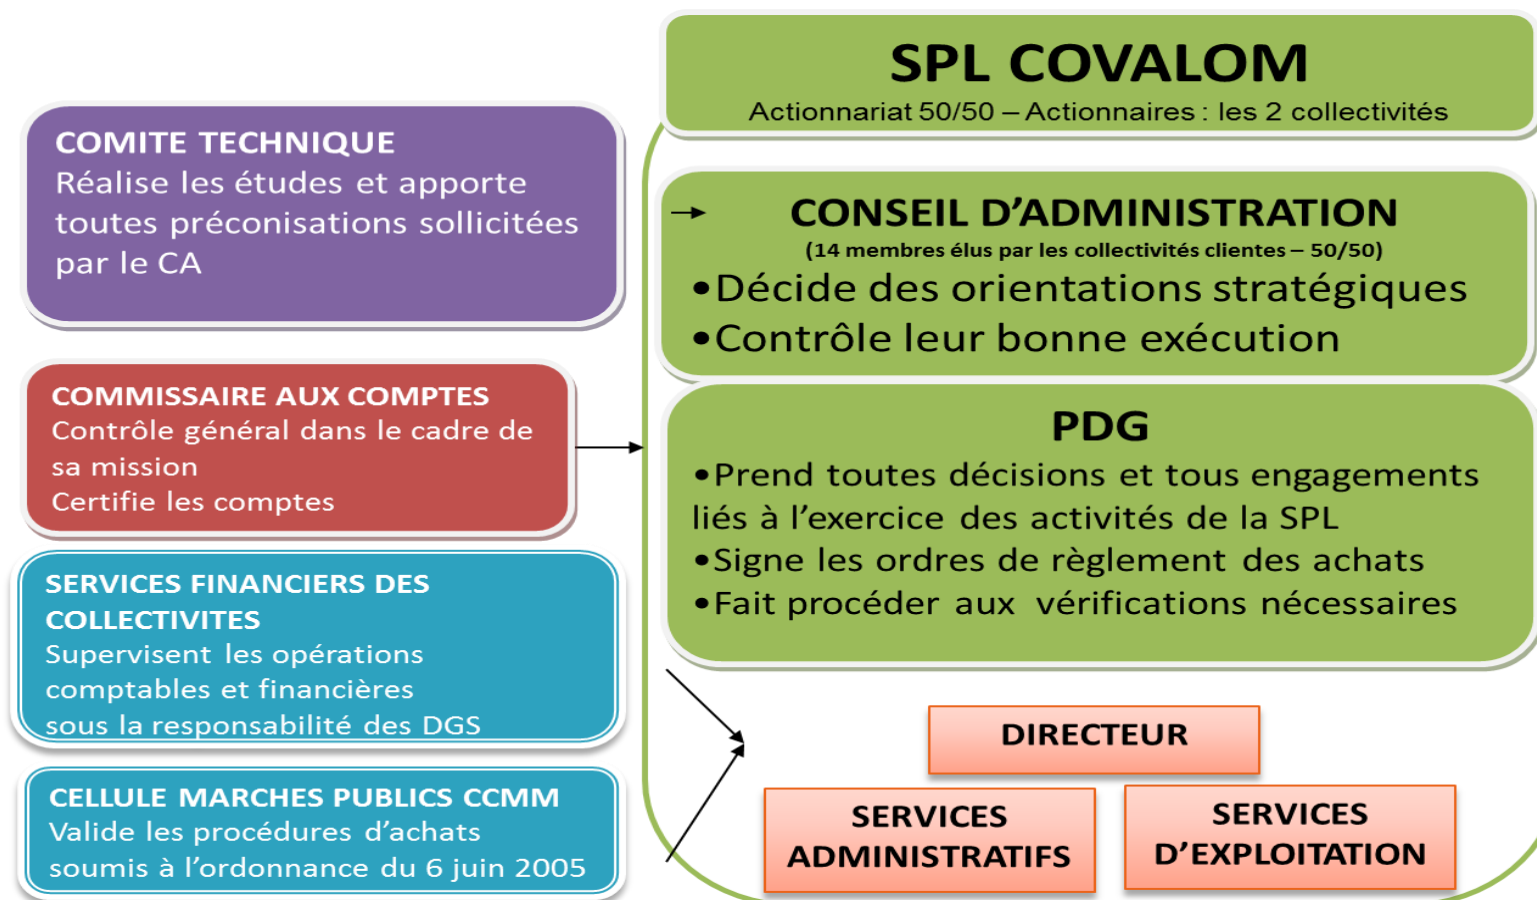 SPL COVALOM
Actionnariat 50/50 – Actionnaires : les 2 collectivités
COMITE TECHNIQUE
Réalise les études et apporte
toutes préconisations sollicitées
par le CA
CONSEIL D’ADMINISTRATION
(14 membres élus par les collectivités clientes – 50/50)
•Décide des orientations stratégiques
•Contrôle leur bonne exécution
COMMISSAIRE AUX COMPTES
Contrôle général dans le cadre de
sa mission
Certifie les comptes
PDG
•Prend toutes décisions et tous engagements
liés à l’exercice des activités de la SPL
•Signe les ordres de règlement des achats
•Fait procéder aux vérifications nécessaires
SERVICES FINANCIERS DES
COLLECTIVITES
Supervisent les opérations
comptables et financières
sous la responsabilité des DGS
CELLULE MARCHES PUBLICS CCMM
Valide les procédures d’achats
soumis à l’ordonnance du 6 juin 2005
DIRECTEUR
SERVICES
ADMINISTRATIFS
SERVICES
D’EXPLOITATION